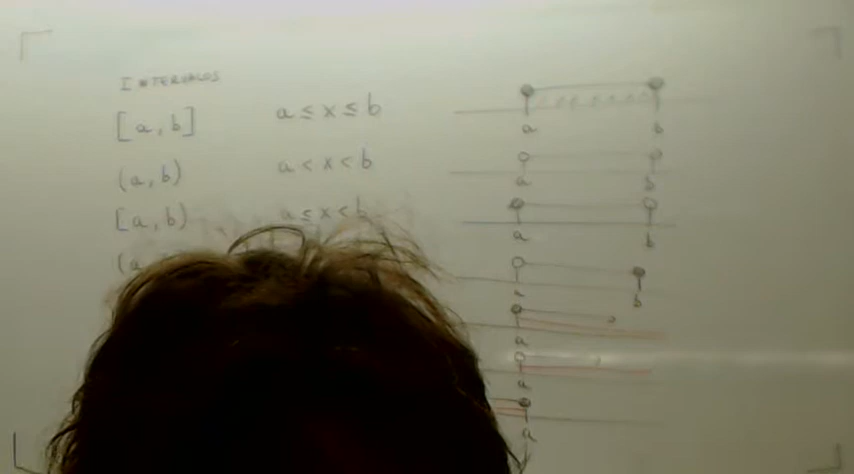 INTERVALOS
[a, b] a ≤ x ≤ b a b
(a, b) a < x < b a b
[a, b) a ≤ x < b a b
(a b
a
a
a